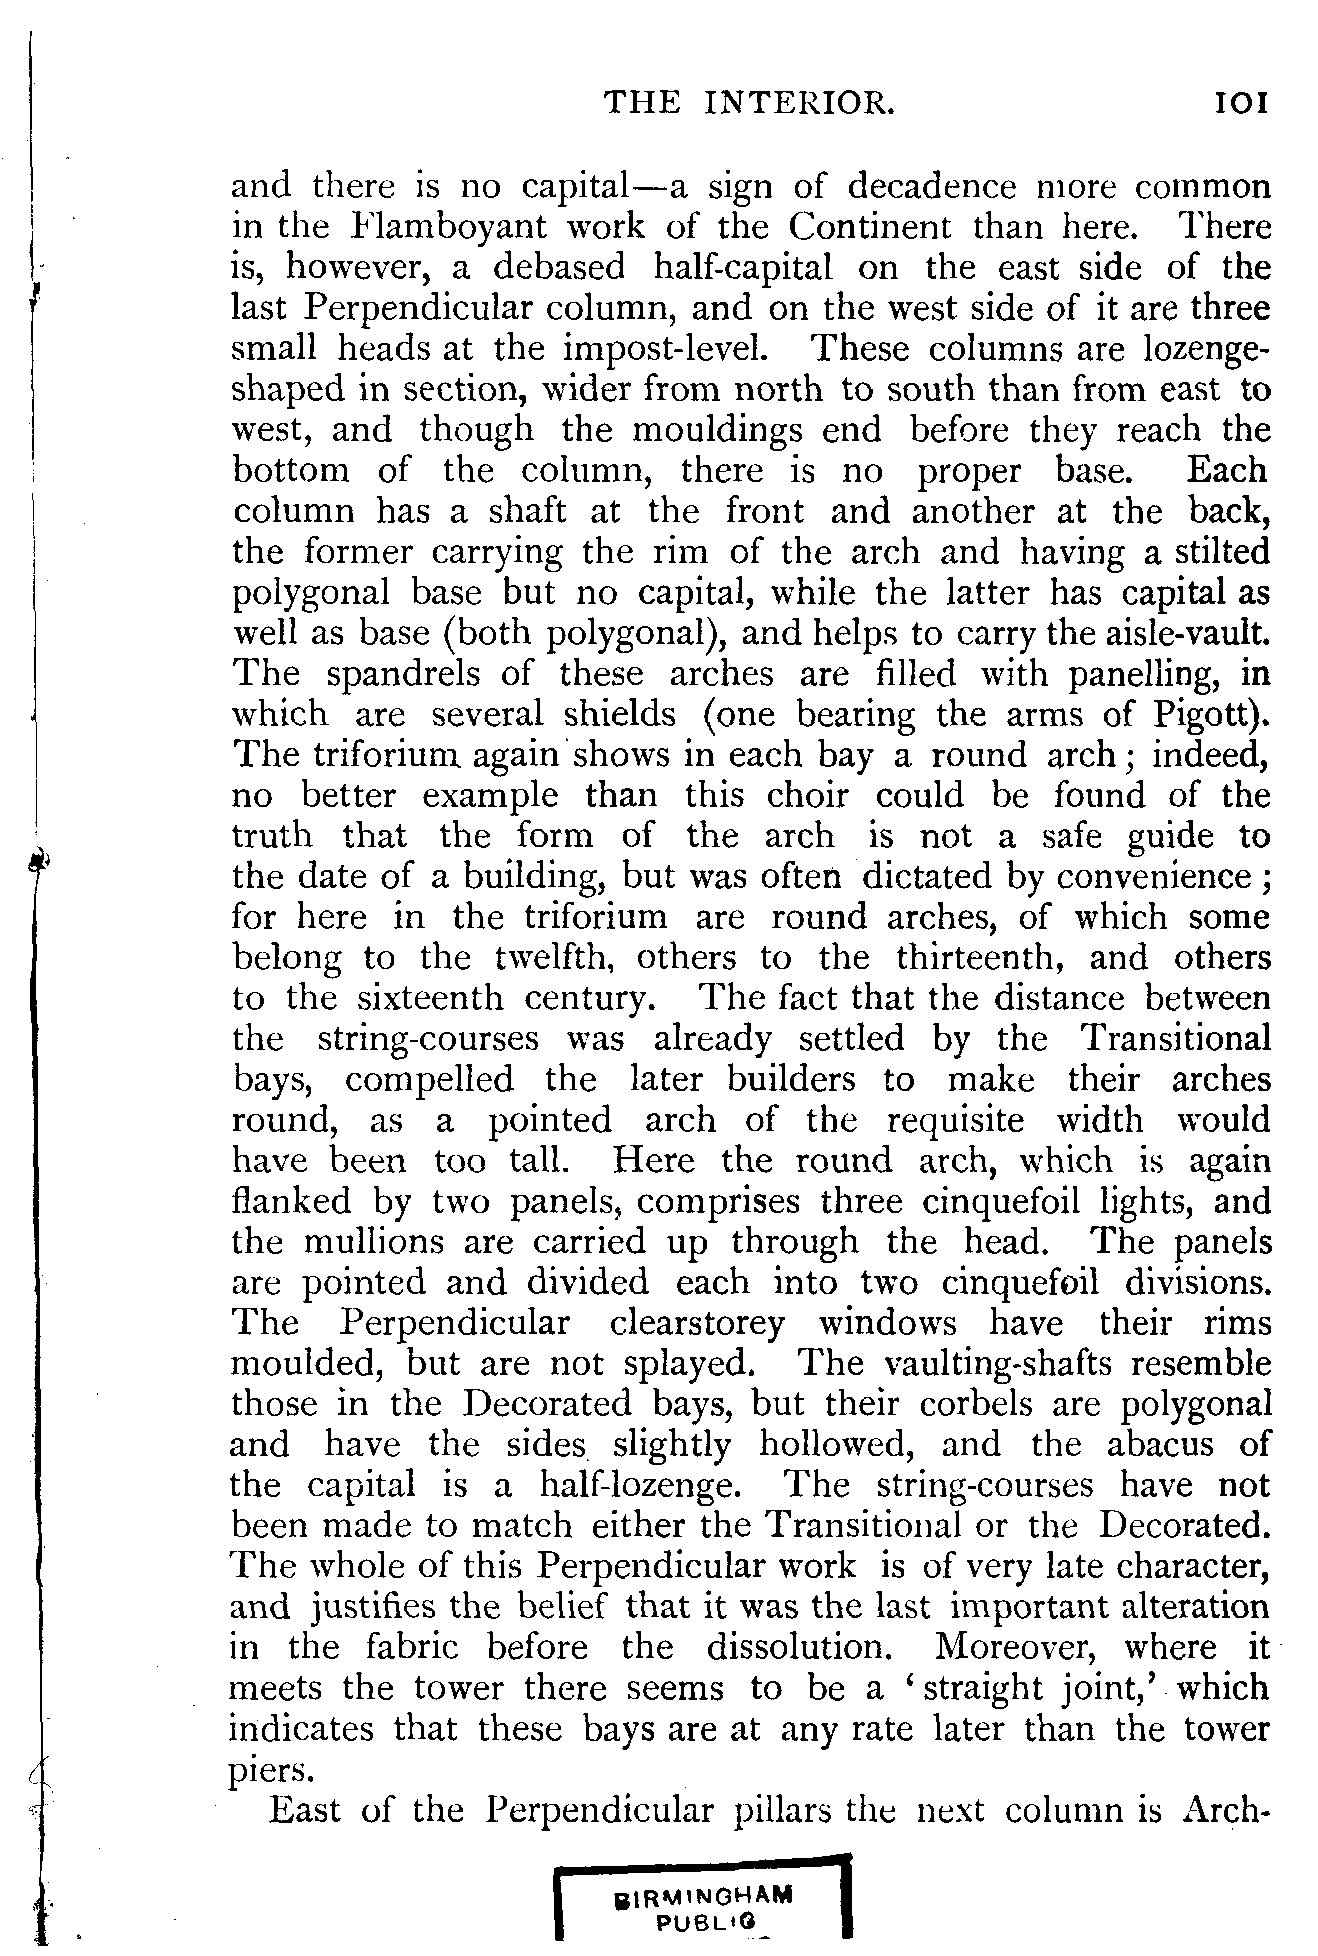 THE INTERIOR. 101
and there is no capital—a sign of decadence more common
in the Flamboyant work of the Continent than here. There
is, however, a debased half-capital on the east side of the
last Perpendicular column, and on the west side of it are three
small heads at the impost-level. These columns are lozenge-
shaped in section, wider from north to south than from east to
west, and though the mouldings end before they reach the
bottom of the column, there is no proper base. Each
column has a shaft at the front and another at the back,
the former carrying the rim of the arch and having a stilted
polygonal base but no capital, while the latter has capital as
well as base (both polygonal), and helps to carry the aisle-vault.
The spandrels of these arches are filled with panelling, in
which are several shields (one bearing the arms of Pigott).
The triforium again shows in each bay a round arch; indeed,
no better example than this choir could be found of the
truth that the form of the arch is not a safe guide to
the date of a building, but was often dictated by convenience;
for here in the triforium are round arches, of which some
belong to the twelfth, others to the thirteenth, and others
to the sixteenth century. The fact that the distance between
the string-courses was already settled by the Transitional
bays, compelled the later builders to make their arches
round, as a pointed arch of the requisite width would
have been too tall. Here the round arch, which is again
flanked by two panels, comprises three cinquefoil lights, and
the mullions are carried up through the head. The panels
are pointed and divided each into two cinquefoil divisions.
The Perpendicular clearstorey windows have their rims
moulded, but are not splayed. The vaulting-shafts resemble
those in the Decorated bays, but their corbels are polygonal
and have the sides slightly hollowed, and the abacus of
the capital is a half-lozenge. The string-courses have not
been made to match either the Transitional or the Decorated.
The whole of this Perpendicular work is of very late character,
and justifies the belief that it was the last important alteration
in the fabric before the dissolution. Moreover, where it
meets the tower there seems to be a ‘straight joint,’ which
indicates that these bays are at any rate later than the tower
piers.
East of the Perpendicular pillars the next column is Arch-
BIRMINGHAM
PUBLIC